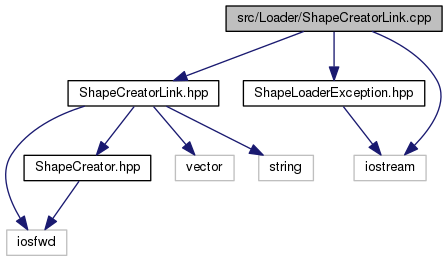 src/Loader/ShapeCreatorLink.cpp
ShapeCreatorLink.hpp
ShapeLoaderException.hpp
ShapeCreator.hpp
vector
string
iostream
iosfwd